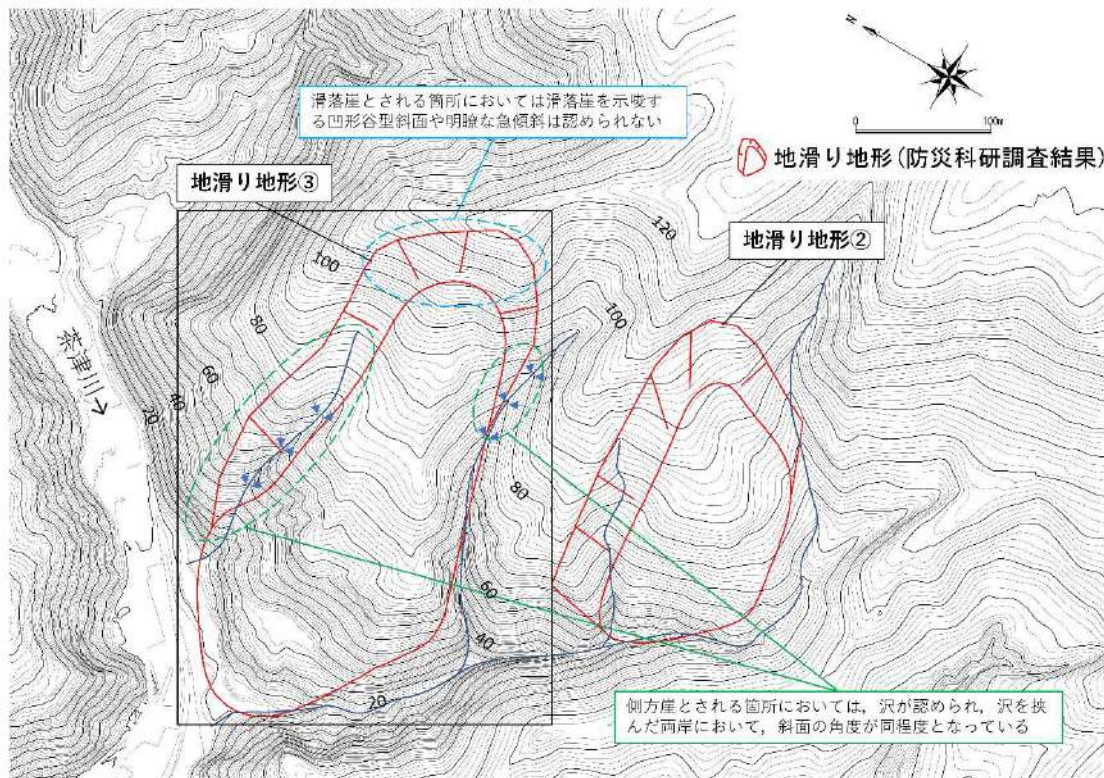 N
0
100m
地滑り地形(防災科研調査結果)
滑落崖とされる箇所においては滑落崖を示唆す
る凹形谷型斜面や明瞭な急傾斜は認められない
地滑り地形③
地滑り地形②
120
100
100
80
60
40
20
茶津川→
80
60
40
20
側方崖とされる箇所においては，沢が認められ，沢を挟
んだ両岸において，斜面の角度が同程度となっている